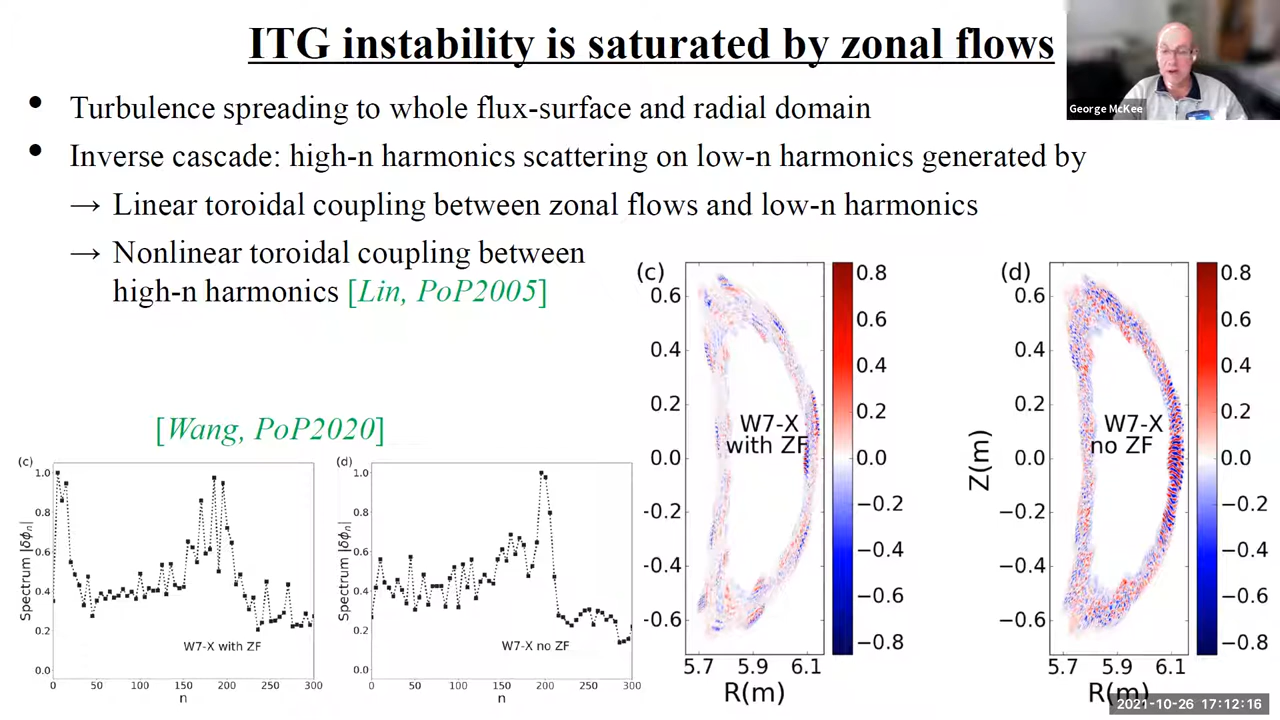 ITG instability is saturated by zonal flows
George McKee
• Turbulence spreading to whole flux-surface and radial domain
• Inverse cascade: high-n harmonics scattering on low-n harmonics generated by
→ Linear toroidal coupling between zonal flows and low-n harmonics
→ Nonlinear toroidal coupling between
high-n harmonics [Lin, PoP2005]
[Wang, PoP2020]
(c)
1.0
0.8
0.6
0.4
0.2
0.0
Spectrum |δϕn|
W7-X with ZF
0 50 100 150 200 250 300
n
(d)
1.0
0.8
0.6
0.4
0.2
0.0
Spectrum |δϕn|
W7-X no ZF
0 50 100 150 200 250 300
n
(c)
0.6
0.4
0.2
0.0
-0.2
-0.4
-0.6
W7-X
with ZF
5.7 5.9 6.1
R(m)
0.8
0.6
0.4
0.2
0.0
−0.2
−0.4
−0.6
−0.8
(d)
Z(m)
0.6
0.4
0.2
0.0
−0.2
−0.4
−0.6
W7-X
no ZF
5.7 5.9 6.1
R(m)
0.8
0.6
0.4
0.2
0.0
−0.2
−0.4
−0.6
−0.8
2021-10-26 17:12:16